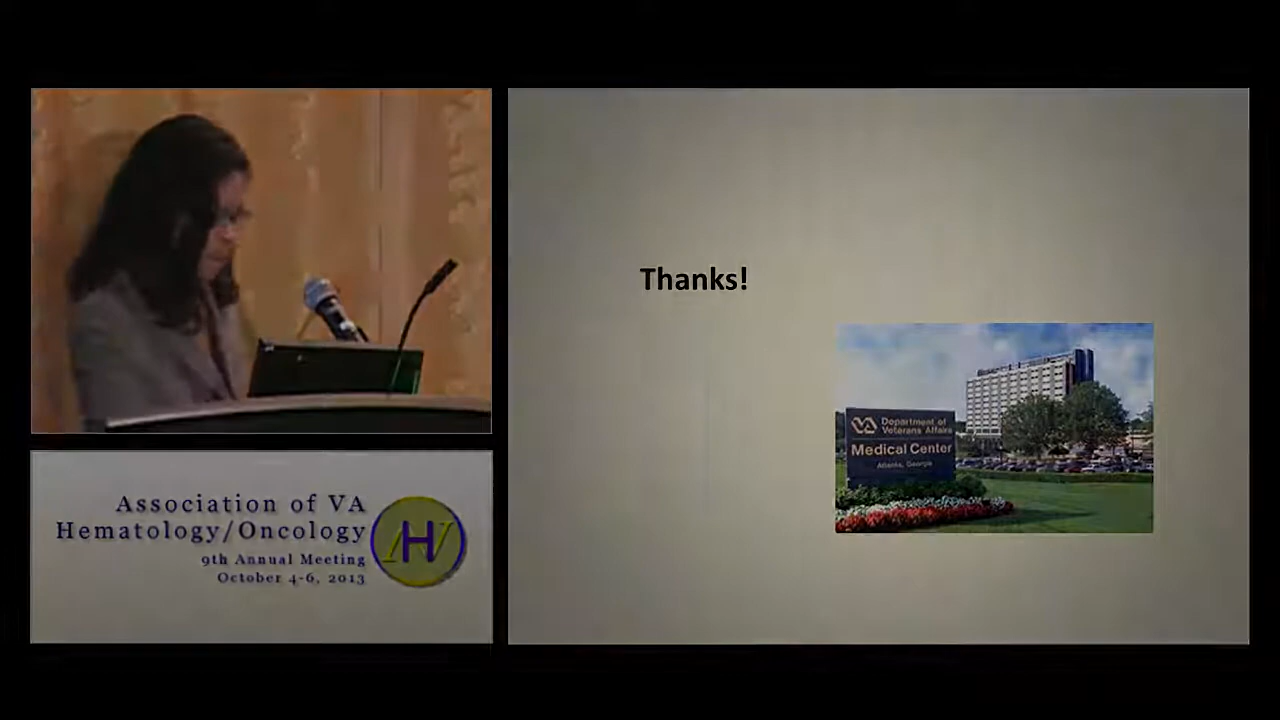 Thanks!
VA Department of
Veterans Affairs
Medical Center
Atlanta, Georgia
Association of VA
Hematology/Oncology
9th Annual Meeting
October 4-6, 2013